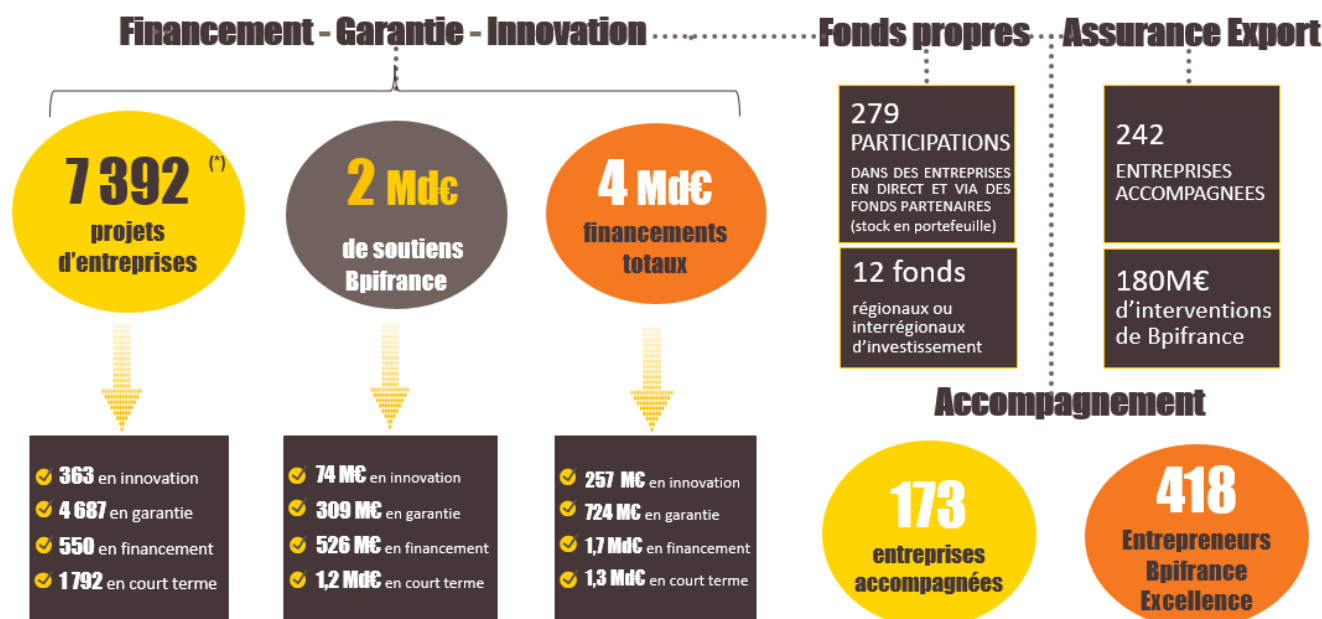 Financement - Garantie - Innovation
Fonds propres
Assurance Export
7 392 (*)
projets
d'entreprises
2 Md€
de soutiens
Bpifrance
4 Md€
financements
totaux
363 en innovation
4 687 en garantie
550 en financement
1 792 en court terme
74 M€ en innovation
309 M€ en garantie
526 M€ en financement
1,2 Md€ en court terme
257 M€ en innovation
724 M€ en garantie
1,7 Md€ en financement
1,3 Md€ en court terme
279
PARTICIPATIONS
DANS DES ENTREPRISES
EN DIRECT ET VIA DES
FONDS PARTENAIRES
(stock en portefeuille)
12 fonds
régionaux ou
interrégionaux
d'investissement
242
ENTREPRISES
ACCOMPAGNEES
180M€
d'interventions
de Bpifrance
Accompagnement
173
entreprises
accompagnées
418
Entrepreneurs
Bpifrance
Excellence